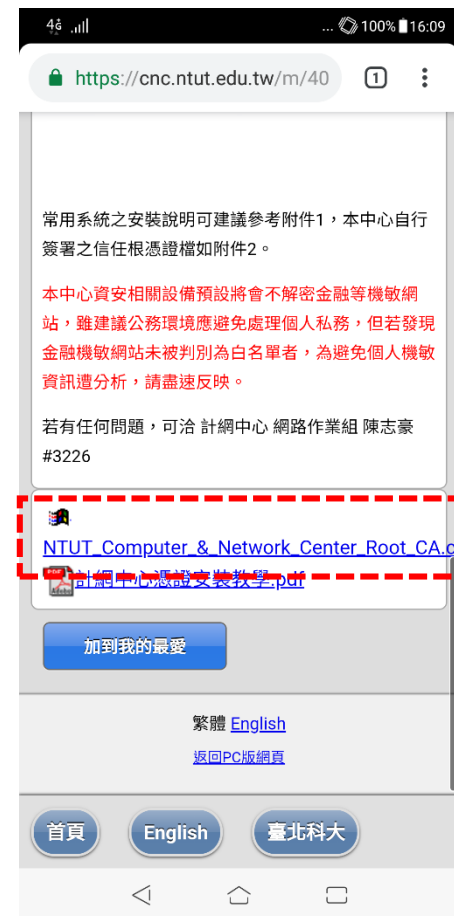 4G ... 100% 16:09
https://cnc.ntut.edu.tw/m/40 1
常用系統之安裝說明可建議參考附件1，本中心自行
簽署之信任根憑證檔如附件2。
本中心資安相關設備預設將會不解密金融等機敏網
站，雖建議公務環境應避免處理個人私務，但若發現
金融機敏網站未被判別為白名單者，為避免個人機敏
資訊遭分析，請盡速反映。
若有任何問題，可洽 計網中心 網路作業組 陳志豪
#3226
NTUT_Computer_&_Network_Center_Root_CA.c
計網中心憑證安裝教學.pdf
加到我的最愛
繁體 English
返回PC版網頁
首頁 English 臺北科大